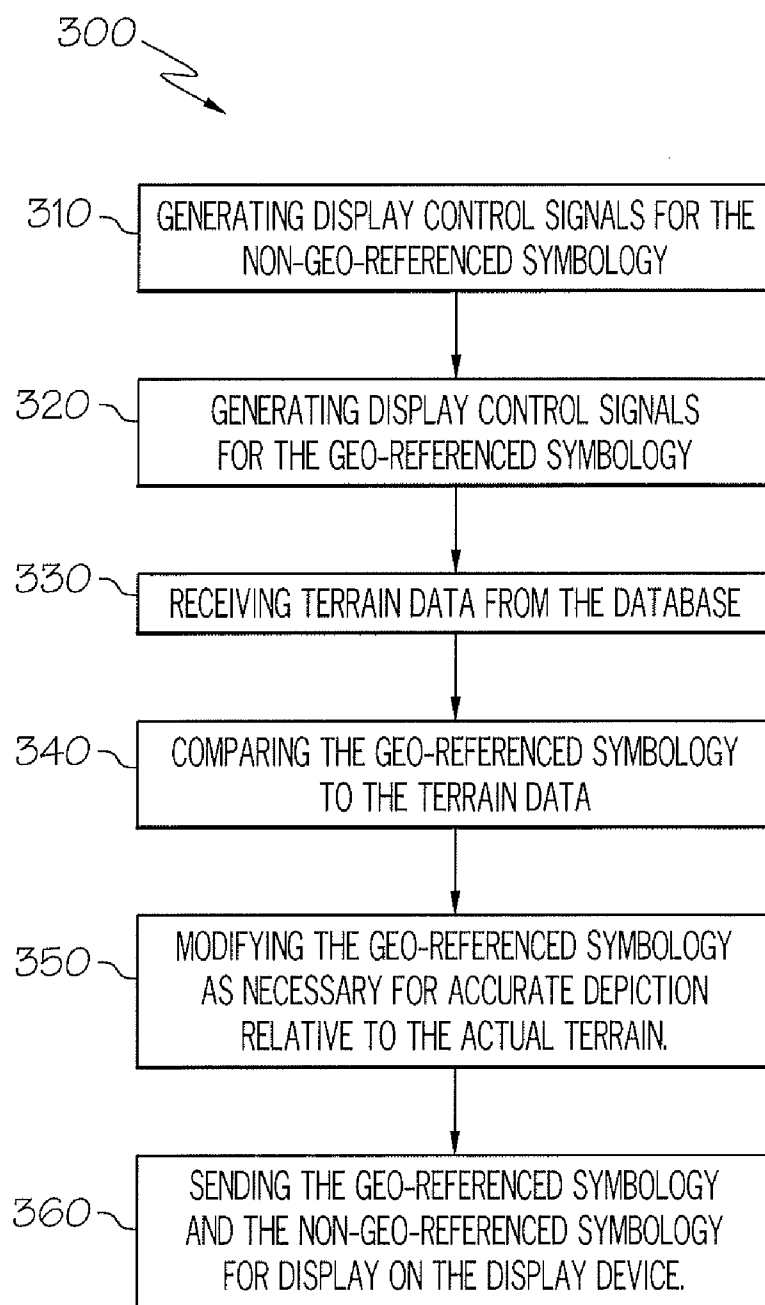 300
310
GENERATING DISPLAY CONTROL SIGNALS FOR THE
NON-GEO-REFERENCED SYMBOLOGY
320
GENERATING DISPLAY CONTROL SIGNALS
FOR THE GEO-REFERENCED SYMBOLOGY
330
RECEIVING TERRAIN DATA FROM THE DATABASE
340
COMPARING THE GEO-REFERENCED SYMBOLOGY
TO THE TERRAIN DATA
350
MODIFYING THE GEO-REFERENCED SYMBOLOGY
AS NECESSARY FOR ACCURATE DEPICTION
RELATIVE TO THE ACTUAL TERRAIN.
360
SENDING THE GEO-REFERENCED SYMBOLOGY
AND THE NON-GEO-REFERENCED SYMBOLOGY
FOR DISPLAY ON THE DISPLAY DEVICE.